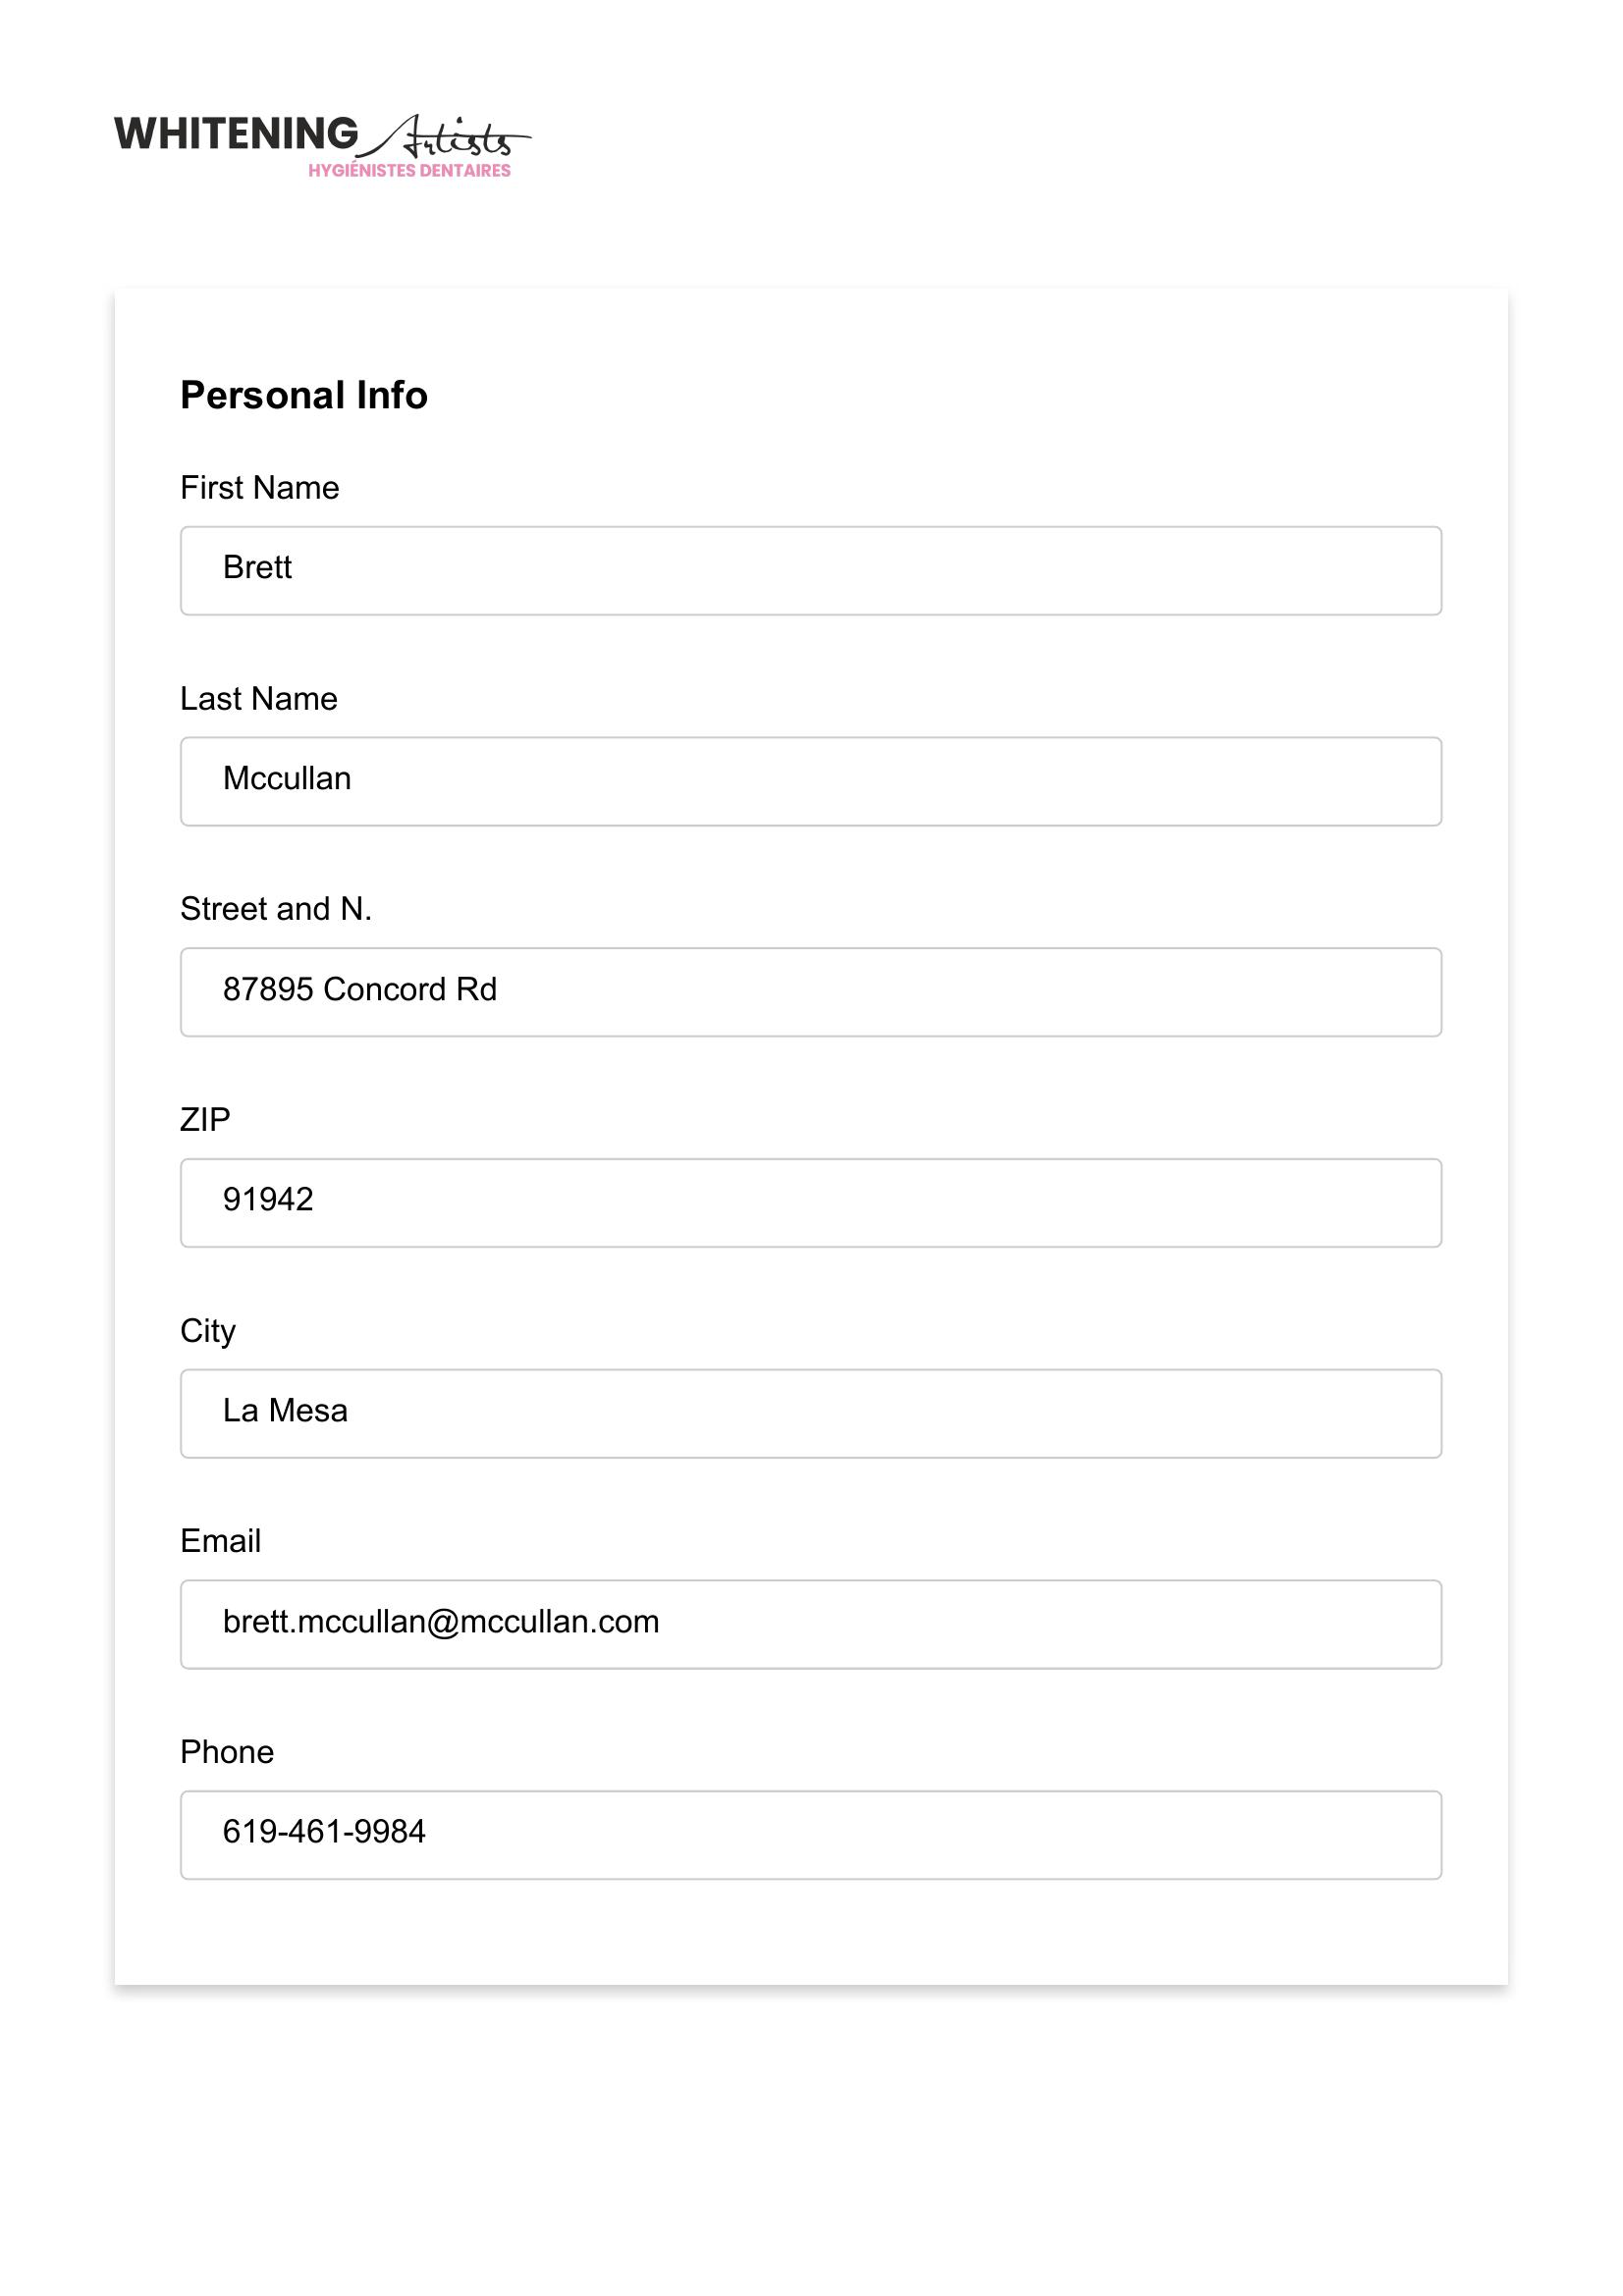 WHITENING Artists
HYGIÉNISTES DENTAIRES
Personal Info
First Name
Brett
Last Name
Mccullan
Street and N.
87895 Concord Rd
ZIP
91942
City
La Mesa
Email
brett.mccullan@mccullan.com
Phone
619-461-9984